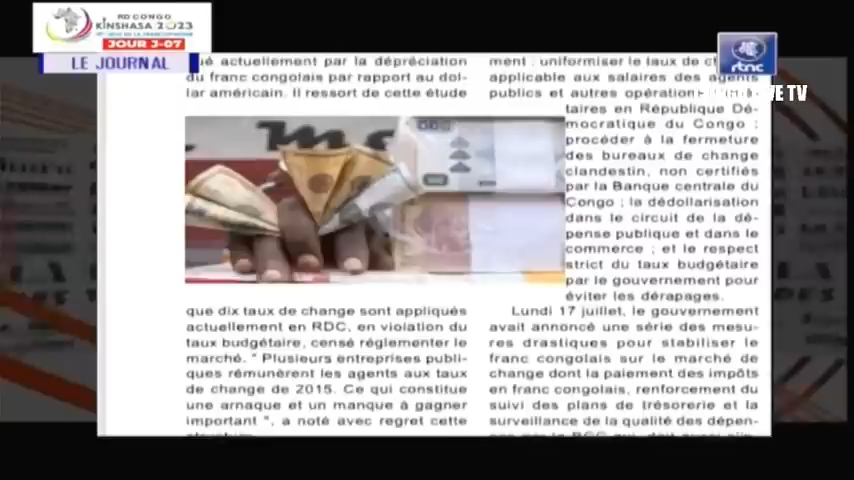 RD CONGO
KINSHASA 2023
JOUR J-07
LE JOURNAL
rtnc
TV
actuellement par la dépréciation
du franc congolais par rapport au dol-
lar américain. Il ressort de cette étude
que dix taux de change sont appliqués
actuellement en RDC, en violation du
taux budgétaire, censé réglementer le
marché. " Plusieurs entreprises publi-
ques rémunèrent les agents aux taux
de change de 2015. Ce qui constitue
une arnaque et un manque à gagner
important ", a noté avec regret cette
ment : uniformiser le taux de
applicable aux salaires des agents
publics et autres
taires en République Dé-
mocratique du Congo ;
procéder à la fermeture
des bureaux de change
clandestin, non certifiés
par la Banque centrale du
Congo ; la dédollarisation
dans le circuit de la dé-
pense publique et dans le
commerce ; et le respect
strict du taux budgétaire
par le gouvernement pour
éviter les dérapages.
Lundi 17 juillet, le gouvernement
avait annoncé une série des mesu-
res drastiques pour stabiliser le
franc congolais sur le marché de
change dont la paiement des impôts
en franc congolais, renforcement du
suivi des plans de trésorerie et la
surveillance de la qualité des dépen-